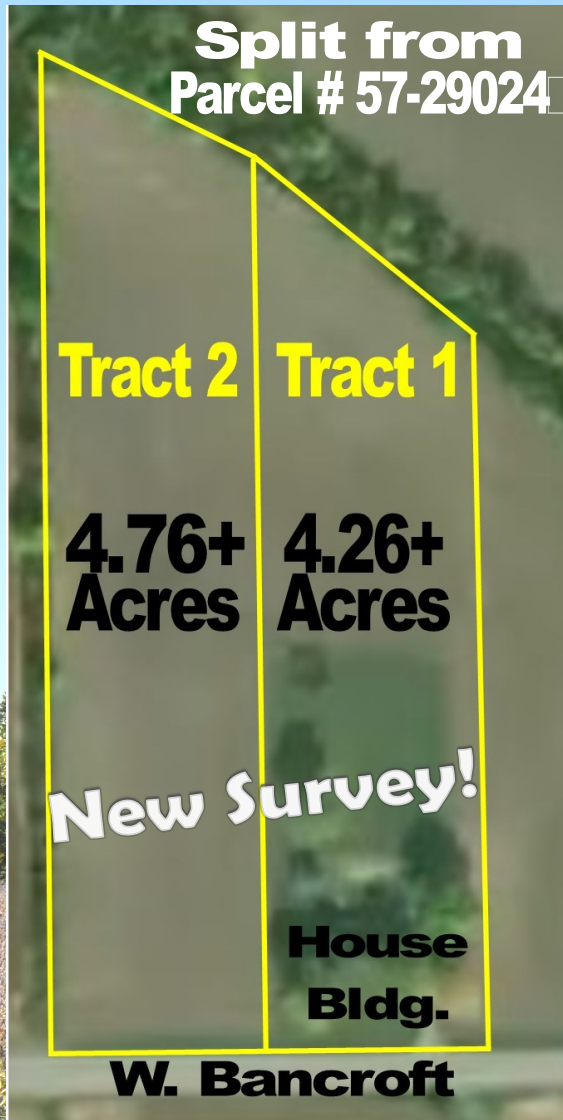 Split from
Parcel # 57-29024
Tract 2
Tract 1
4.76+
Acres
4.26+
Acres
New Survey!
House
Bldg.
W. Bancroft